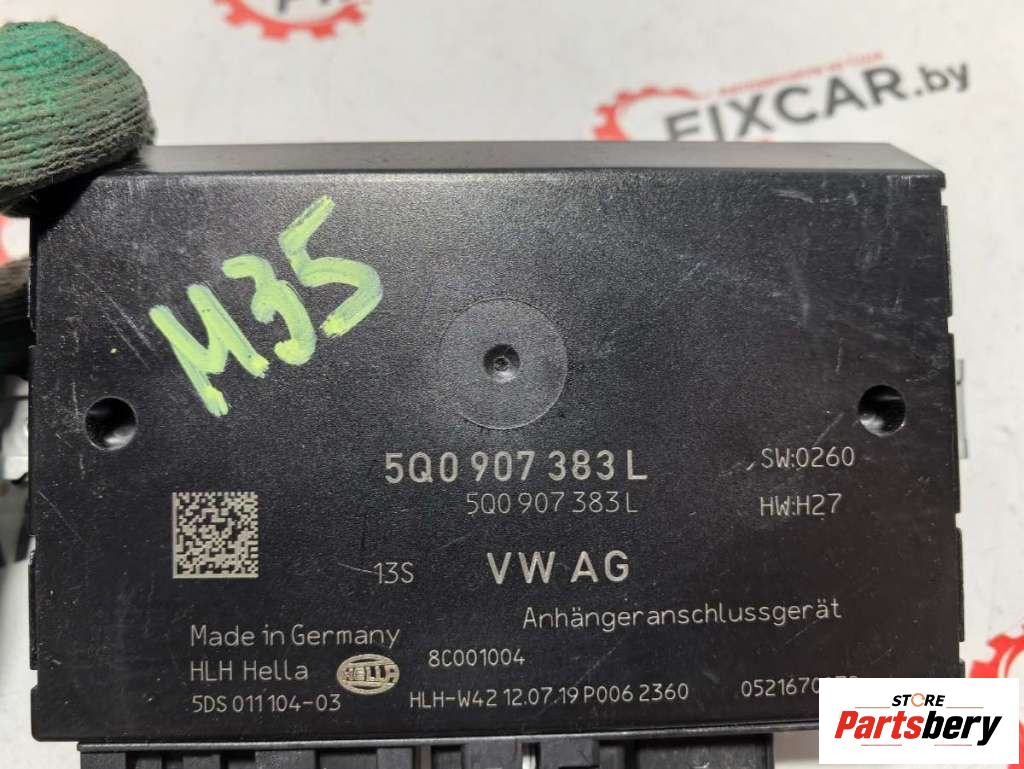 FIXCAR.by
M35
5Q0 907 383 L
5Q0 907 383 L
SW:0260
HW:H27
13S
VW AG
Anhängeranschlussgerät
Made in Germany
HLH Hella
HELLA
8C001004
5DS 011 104-03
HLH-W42 12.07.19 P006 2360
STORE
Partsbery